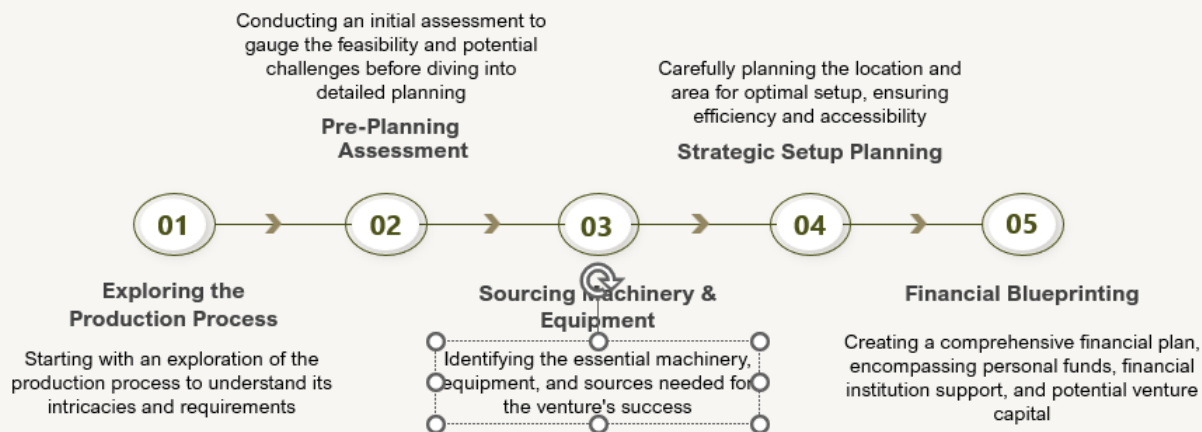 Conducting an initial assessment to
gauge the feasibility and potential
challenges before diving into
detailed planning
Pre-Planning
Assessment
Carefully planning the location and
area for optimal setup, ensuring
efficiency and accessibility
Strategic Setup Planning
01
02
03
04
05
Exploring the
Production Process
Starting with an exploration of the
production process to understand its
intricacies and requirements
Sourcing Machinery &
Equipment
Identifying the essential machinery,
equipment, and sources needed for
the venture's success
Financial Blueprinting
Creating a comprehensive financial plan,
encompassing personal funds, financial
institution support, and potential venture
capital